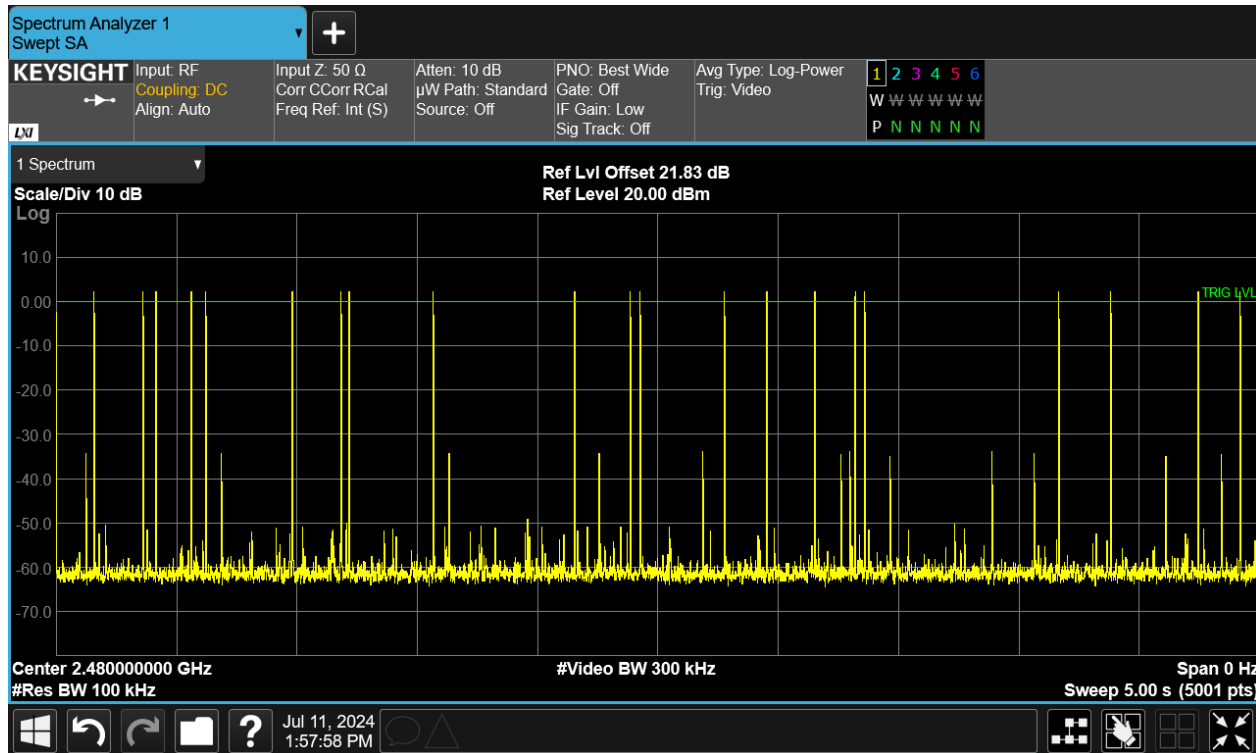 Spectrum Analyzer 1
Swept SA
KEYSIGHT
LXI
Input: RF
Coupling: DC
Align: Auto
Input Z: 50 Ω
Corr CCorr RCal
Freq Ref: Int (S)
Atten: 10 dB
µW Path: Standard
Source: Off
PNO: Best Wide
Gate: Off
IF Gain: Low
Sig Track: Off
Avg Type: Log-Power
Trig: Video
1 2 3 4 5 6
W W W W W W
P N N N N N
1 Spectrum
Scale/Div 10 dB
Ref Lvl Offset 21.83 dB
Ref Level 20.00 dBm
Log
10.0
0.00
TRIG LVL
-10.0
-20.0
-30.0
-40.0
-50.0
-60.0
-70.0
Center 2.480000000 GHz
#Video BW 300 kHz
Span 0 Hz
#Res BW 100 kHz
Sweep 5.00 s (5001 pts)
?
Jul 11, 2024
1:57:58 PM